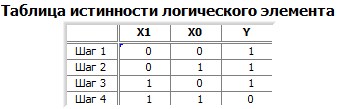 Таблица истинности логического элемента
X1 X0 Y
Шаг 1 0 0 1
Шаг 2 0 1 1
Шаг 3 1 0 1
Шаг 4 1 1 0